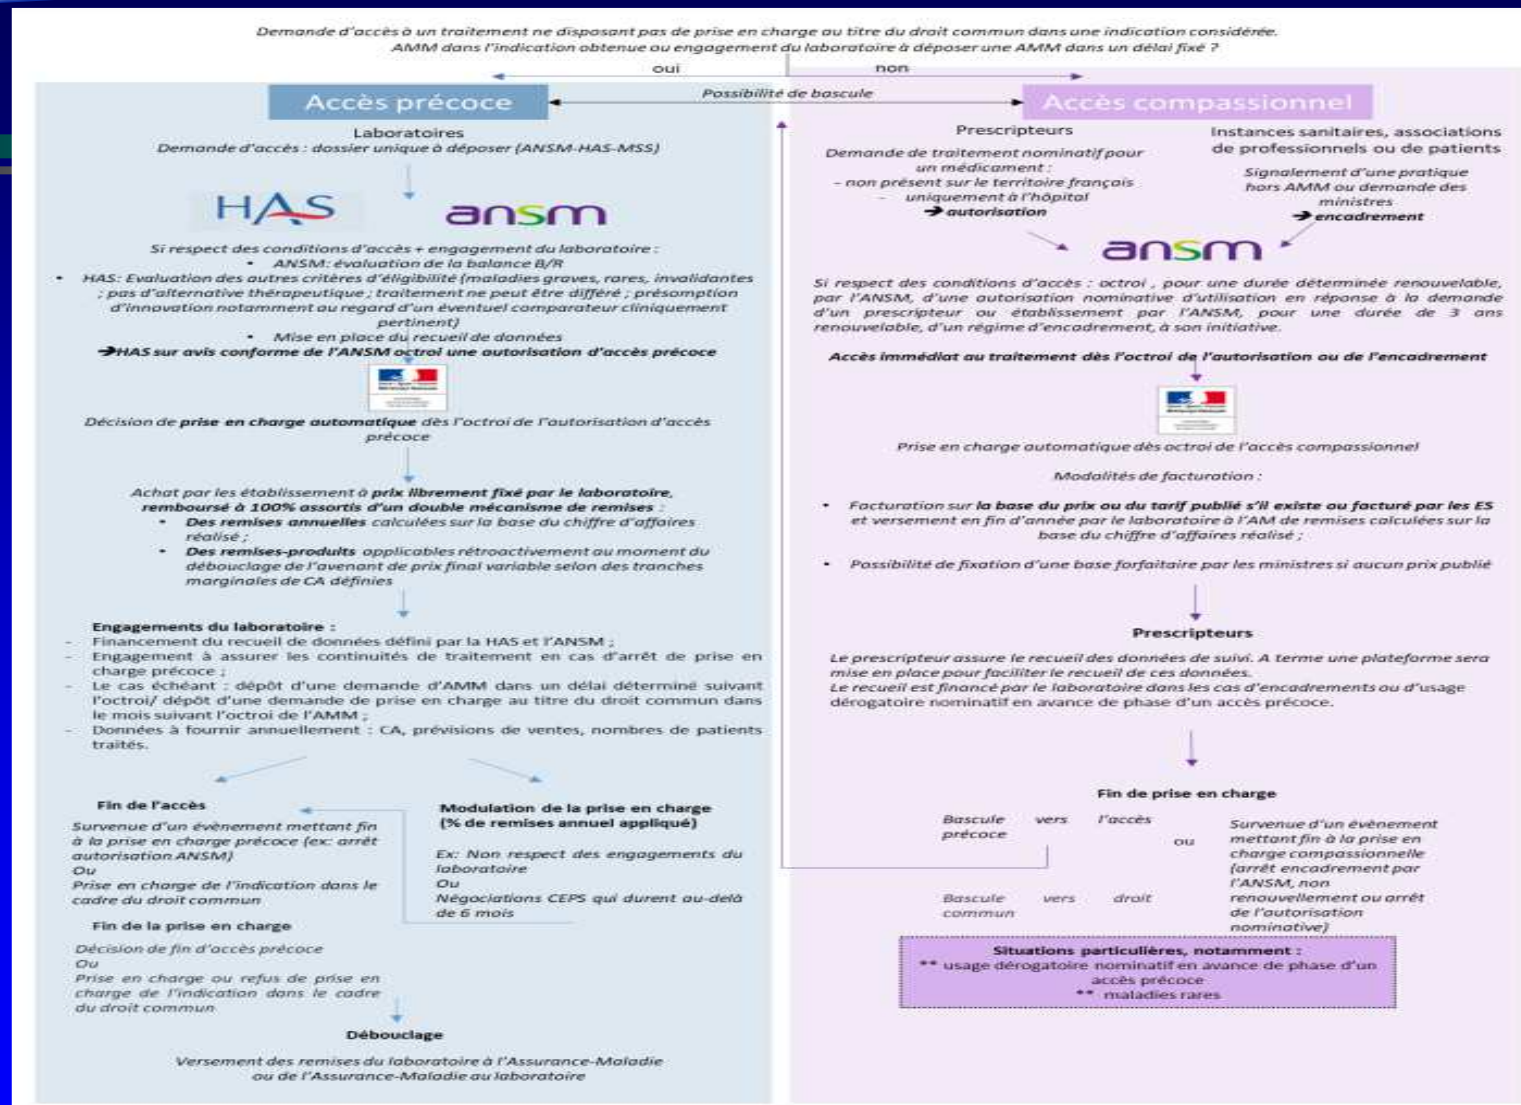 Demande d'accès à un traitement ne disposant pas de prise en charge au titre du droit commun dans une indication considérée.
AMM dans l'indication obtenue ou engagement du laboratoire à déposer une AMM dans un délai fixé ?
oui
non
Accès précoce
Possibilité de bascule
Accès compassionnel
Laboratoires
Demande d'accès : dossier unique à déposer (ANSM-HAS-MSS)
HAS
ansm
Si respect des conditions d'accès + engagement du laboratoire :
• ANSM: évaluation de la balance B/R
• HAS: Evaluation des autres critères d'éligibilité (maladies graves, rares, invalidantes
; pas d'alternative thérapeutique ; traitement ne peut être différé ; présomption
d'innovation notamment au regard d'un éventuel comparateur cliniquement
pertinent)
• Mise en place du recueil de données
➔HAS sur avis conforme de l'ANSM octroi une autorisation d'accès précoce
Décision de prise en charge automatique dès l'octroi de l'autorisation d'accès
précoce
Achat par les établissement à prix librement fixé par le laboratoire,
remboursé à 100% assortis d'un double mécanisme de remises :
• Des remises annuelles calculées sur la base du chiffre d'affaires
réalisé ;
• Des remises-produits applicables rétroactivement au moment du
débouclage de l'avenant de prix final variable selon des tranches
marginales de CA définies
Engagements du laboratoire :
- Financement du recueil de données défini par la HAS et l'ANSM ;
- Engagement à assurer les continuités de traitement en cas d'arrêt de prise en
charge précoce ;
- Le cas échéant : dépôt d'une demande d'AMM dans un délai déterminé suivant
l'octroi/ dépôt d'une demande de prise en charge au titre du droit commun dans
le mois suivant l'octroi de l'AMM ;
- Données à fournir annuellement : CA, prévisions de ventes, nombres de patients
traités.
Fin de l'accès
Survenue d'un évènement mettant fin
à la prise en charge précoce (ex: arrêt
autorisation ANSM)
Ou
Prise en charge de l'indication dans le
cadre du droit commun
Modulation de la prise en charge
(% de remises annuel appliqué)
Ex: Non respect des engagements du
laboratoire
Ou
Négociations CEPS qui durent au-delà
de 6 mois
Fin de la prise en charge
Décision de fin d'accès précoce
Ou
Prise en charge ou refus de prise en
charge de l'indication dans le cadre
du droit commun
Débouclage
Versement des remises du laboratoire à l'Assurance-Maladie
ou de l'Assurance-Maladie au laboratoire
Prescripteurs
Demande de traitement nominatif pour
un médicament :
- non présent sur le territoire français
- uniquement à l'hôpital
➔ autorisation
Instances sanitaires, associations
de professionnels ou de patients
Signalement d'une pratique
hors AMM ou demande des
ministres
➔ encadrement
ansm
Si respect des conditions d'accès : octroi , pour une durée déterminée renouvelable,
par l'ANSM, d'une autorisation nominative d'utilisation en réponse à la demande
d'un prescripteur ou établissement par l'ANSM, pour une durée de 3 ans
renouvelable, d'un régime d'encadrement, à son initiative.
Accès immédiat au traitement dès l'octroi de l'autorisation ou de l'encadrement
Prise en charge automatique dès octroi de l'accès compassionnel
Modalités de facturation :
• Facturation sur la base du prix ou du tarif publié s'il existe ou facturé par les ES
et versement en fin d'année par le laboratoire à l'AM de remises calculées sur la
base du chiffre d'affaires réalisé ;
• Possibilité de fixation d'une base forfaitaire par les ministres si aucun prix publié
Prescripteurs
Le prescripteur assure le recueil des données de suivi. A terme une plateforme sera
mise en place pour faciliter le recueil de ces données.
Le recueil est financé par le laboratoire dans les cas d'encadrements ou d'usage
dérogatoire nominatif en avance de phase d'un accès précoce.
Fin de prise en charge
Bascule vers l'accès
précoce
ou
Bascule vers droit
commun
Survenue d'un évènement
mettant fin à la prise en
charge compassionnelle
(arrêt encadrement par
l'ANSM, non
renouvellement ou arrêt
de l'autorisation
nominative)
Situations particulières, notamment :
** usage dérogatoire nominatif en avance de phase d'un
accès précoce
** maladies rares